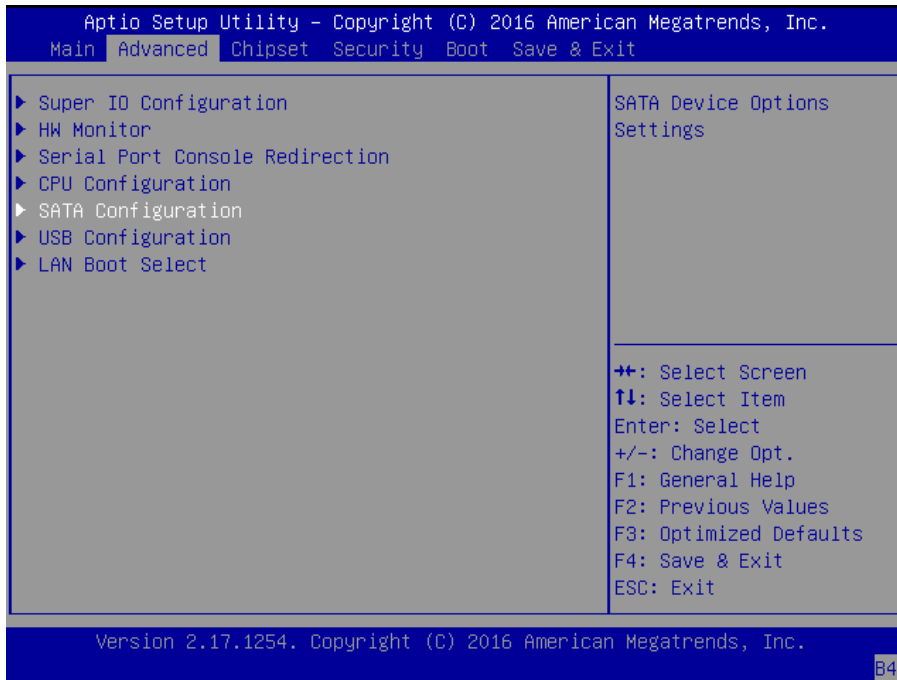 Aptio Setup Utility – Copyright (C) 2016 American Megatrends, Inc.
Main Advanced Chipset Security Boot Save & Exit
▶ Super IO Configuration
▶ HW Monitor
▶ Serial Port Console Redirection
▶ CPU Configuration
▶ SATA Configuration
▶ USB Configuration
▶ LAN Boot Select
SATA Device Options
Settings
→←: Select Screen
↑↓: Select Item
Enter: Select
+/-: Change Opt.
F1: General Help
F2: Previous Values
F3: Optimized Defaults
F4: Save & Exit
ESC: Exit
Version 2.17.1254. Copyright (C) 2016 American Megatrends, Inc.
B4